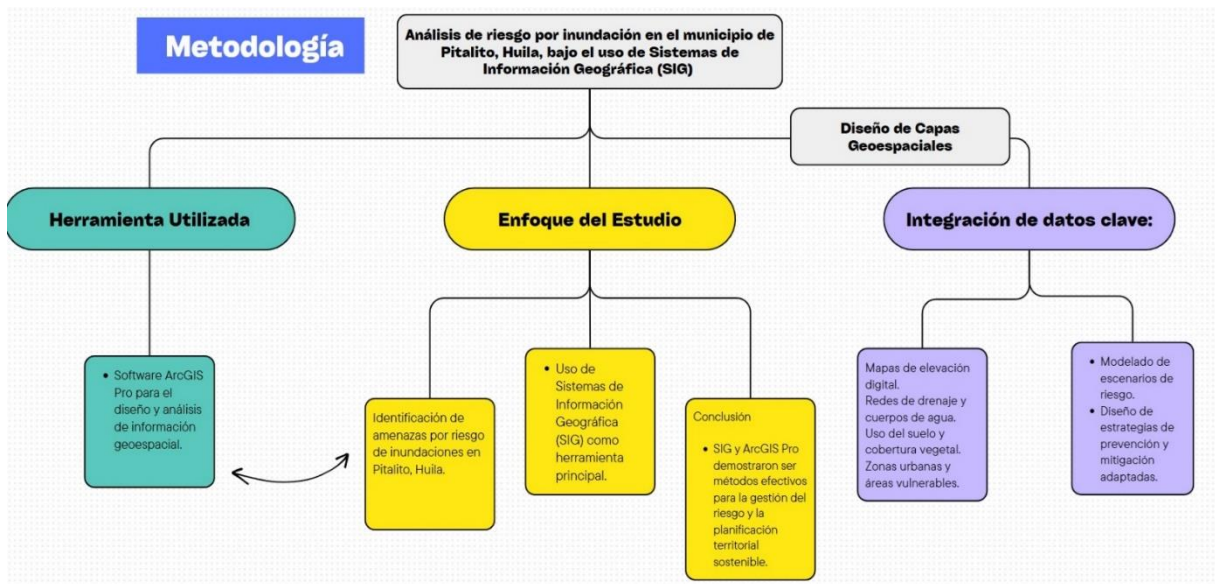 Metodología
Análisis de riesgo por inundación en el municipio de
Pitalito, Huila, bajo el uso de Sistemas de
Información Geográfica (SIG)
Diseño de Capas
Geoespaciales
Herramienta Utilizada
Enfoque del Estudio
Integración de datos clave:
• Software ArcGIS
Pro para el
diseño y análisis
de información
geoespacial.
Identificación de
amenazas por riesgo
de inundaciones en
Pitalito, Huila.
• Uso de
Sistemas de
Información
Geográfica
(SIG) como
herramienta
principal.
Conclusión
• SIG y ArcGIS Pro
demostraron ser
métodos efectivos
para la gestión del
riesgo y la
planificación
territorial
sostenible.
Mapas de elevación
digital.
Redes de drenaje y
cuerpos de agua.
Uso del suelo y
cobertura vegetal.
Zonas urbanas y
áreas vulnerables.
• Modelado de
escenarios de
riesgo.
• Diseño de
estrategias de
prevención y
mitigación
adaptadas.